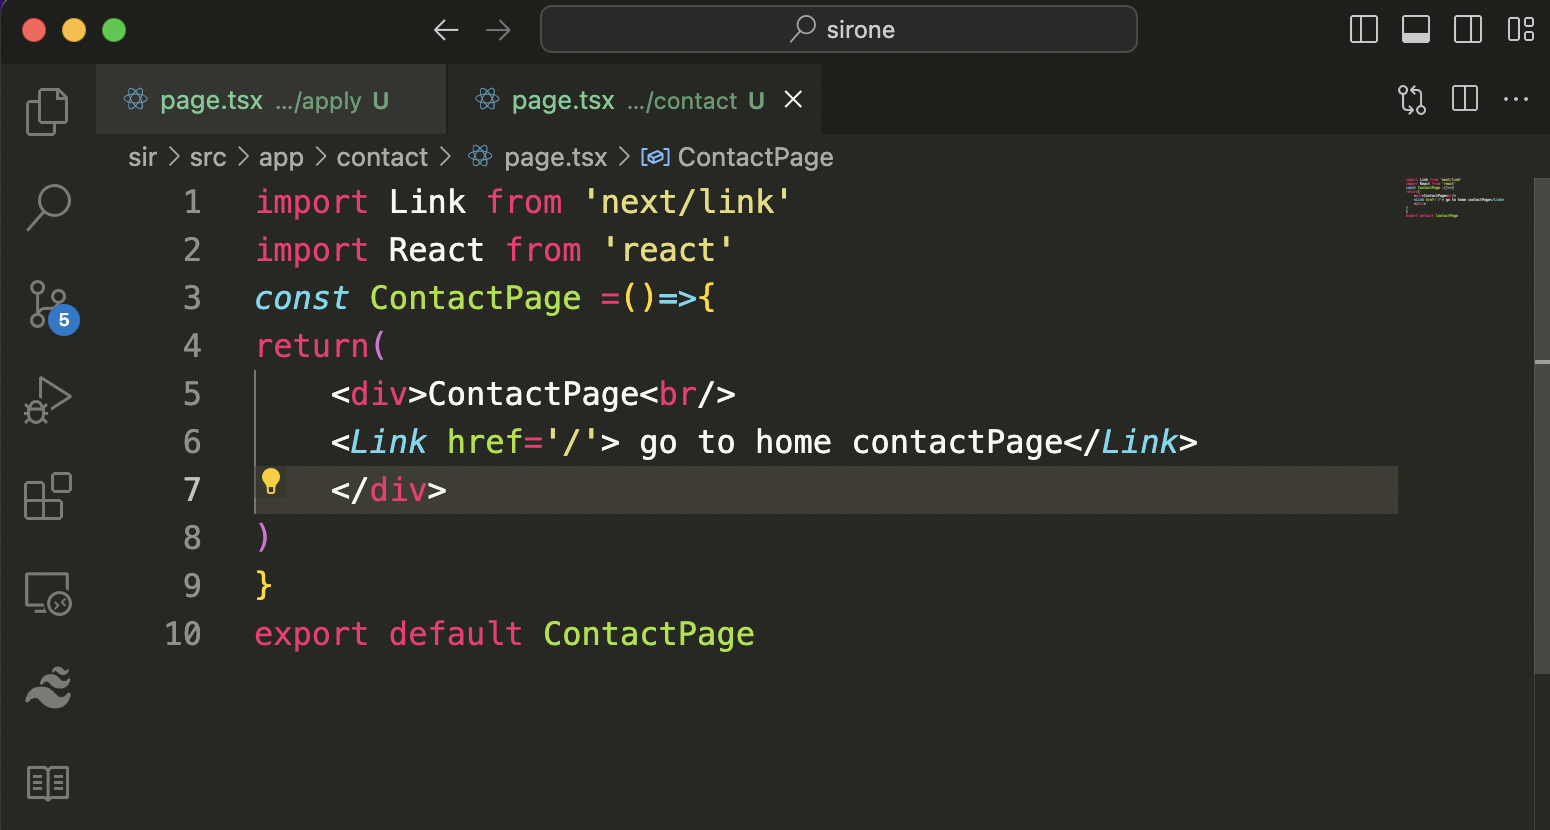 sirone
page.tsx .../apply U
page.tsx .../contact U
sir > src > app > contact > page.tsx > ContactPage
1 import Link from 'next/link'
2 import React from 'react'
3 const ContactPage =()=>{
4 return(
5     <div>ContactPage<br/>
6     <Link href='/'> go to home contactPage</Link>
7     </div>
8 )
9 }
10 export default ContactPage
5